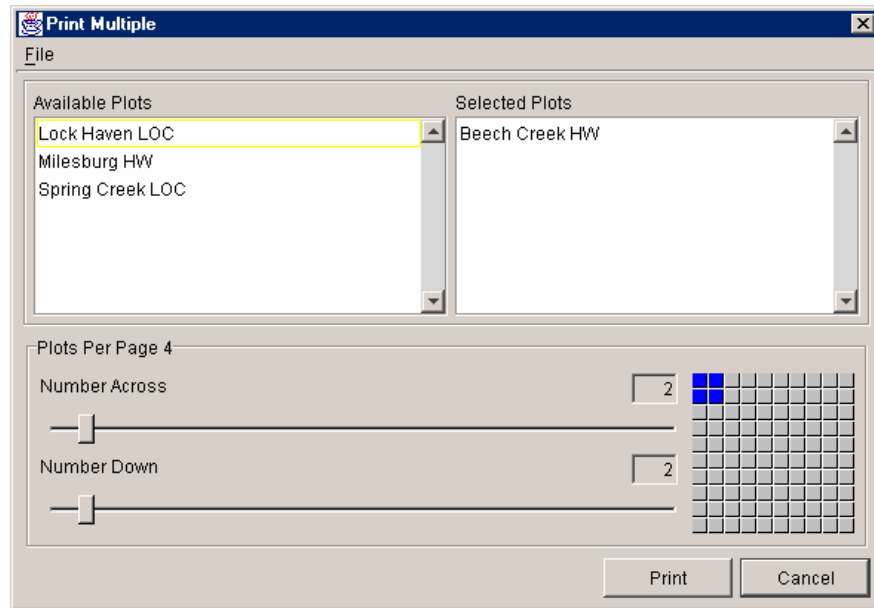 Print Multiple
File
Available Plots
Lock Haven LOC
Milesburg HW
Spring Creek LOC
Selected Plots
Beech Creek HW
Plots Per Page 4
Number Across
2
Number Down
2
Print
Cancel